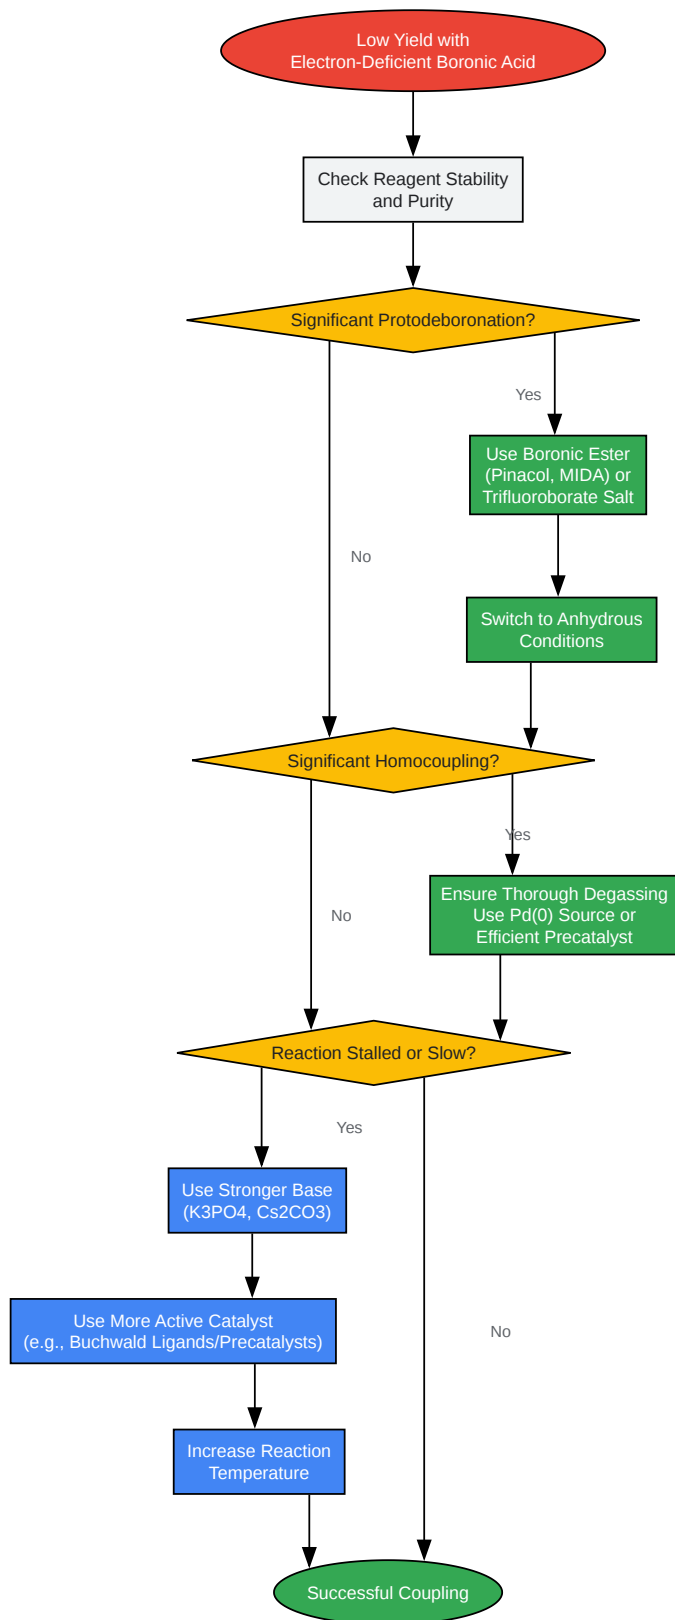 Low Yield with
Electron-Deficient Boronic Acid
Check Reagent Stability
and Purity
Significant Protodeboronation?
Yes
Use Boronic Ester
(Pinacol, MIDA) or
Trifluoroborate Salt
No
Switch to Anhydrous
Conditions
Significant Homocoupling?
Yes
Ensure Thorough Degassing
Use Pd(0) Source or
Efficient Precatalyst
No
Reaction Stalled or Slow?
Yes
Use Stronger Base
(K3PO4, Cs2CO3)
Use More Active Catalyst
(e.g., Buchwald Ligands/Precatalysts)
No
Increase Reaction
Temperature
Successful Coupling